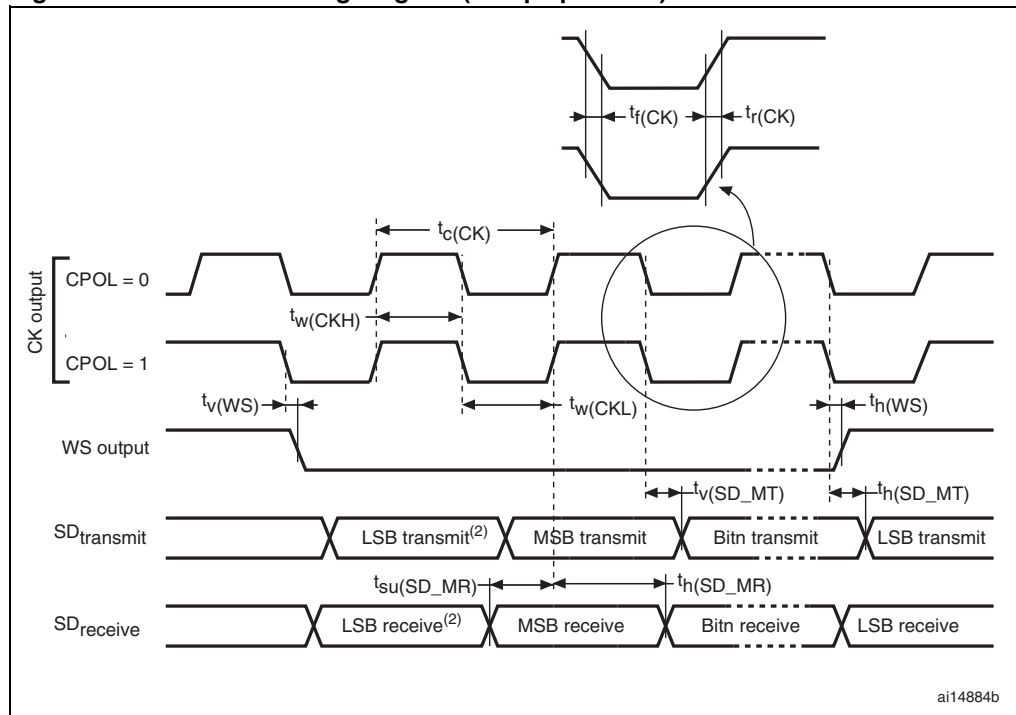 tf(CK)
tr(CK)
tc(CK)
CK output
CPOL = 0
tw(CKH)
CPOL = 1
tv(WS)
tw(CKL)
th(WS)
WS output
tv(SD_MT)
th(SD_MT)
SDtransmit
LSB transmit(2)
MSB transmit
Bitn transmit
LSB transmit
tsu(SD_MR)
th(SD_MR)
SDreceive
LSB receive(2)
MSB receive
Bitn receive
LSB receive
ai14884b